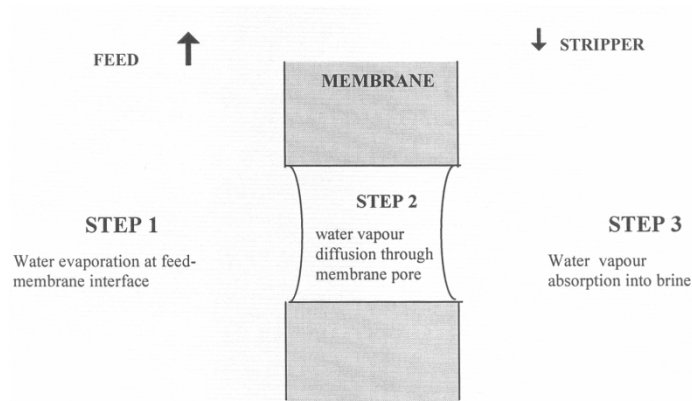 FEED
STRIPPER
MEMBRANE
STEP 1
Water evaporation at feed-
membrane interface
STEP 2
water vapour
diffusion through
membrane pore
STEP 3
Water vapour
absorption into brine